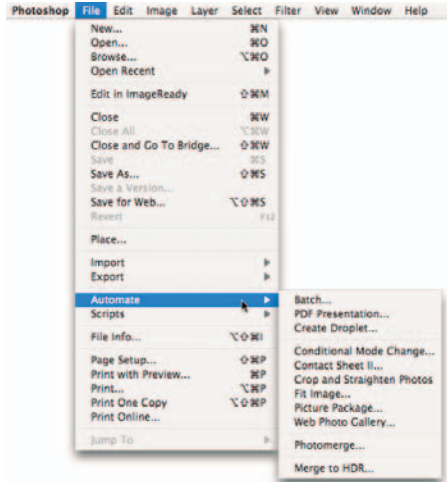 Photoshop File Edit Image Layer Select Filter View Window Help
New... ⌘N
Open... ⌘O
Browse... ⌥⌘O
Open Recent
Edit in ImageReady ⇧⌘M
Close ⌘W
Close All ⌥⌘W
Close and Go To Bridge... ⇧⌘W
Save ⌘S
Save As... ⇧⌘S
Save a Version...
Save for Web... ⌥⇧⌘S
Revert F12
Place...
Import
Export
Automate
Scripts
File Info... ⌥⇧⌘I
Page Setup... ⇧⌘P
Print with Preview... ⌘P
Print... ⌥⌘P
Print One Copy ⌥⇧⌘P
Print Online...
Jump To
Batch...
PDF Presentation...
Create Droplet...
Conditional Mode Change...
Contact Sheet II...
Crop and Straighten Photos
Fit Image...
Picture Package...
Web Photo Gallery...
Photomerge...
Merge to HDR...